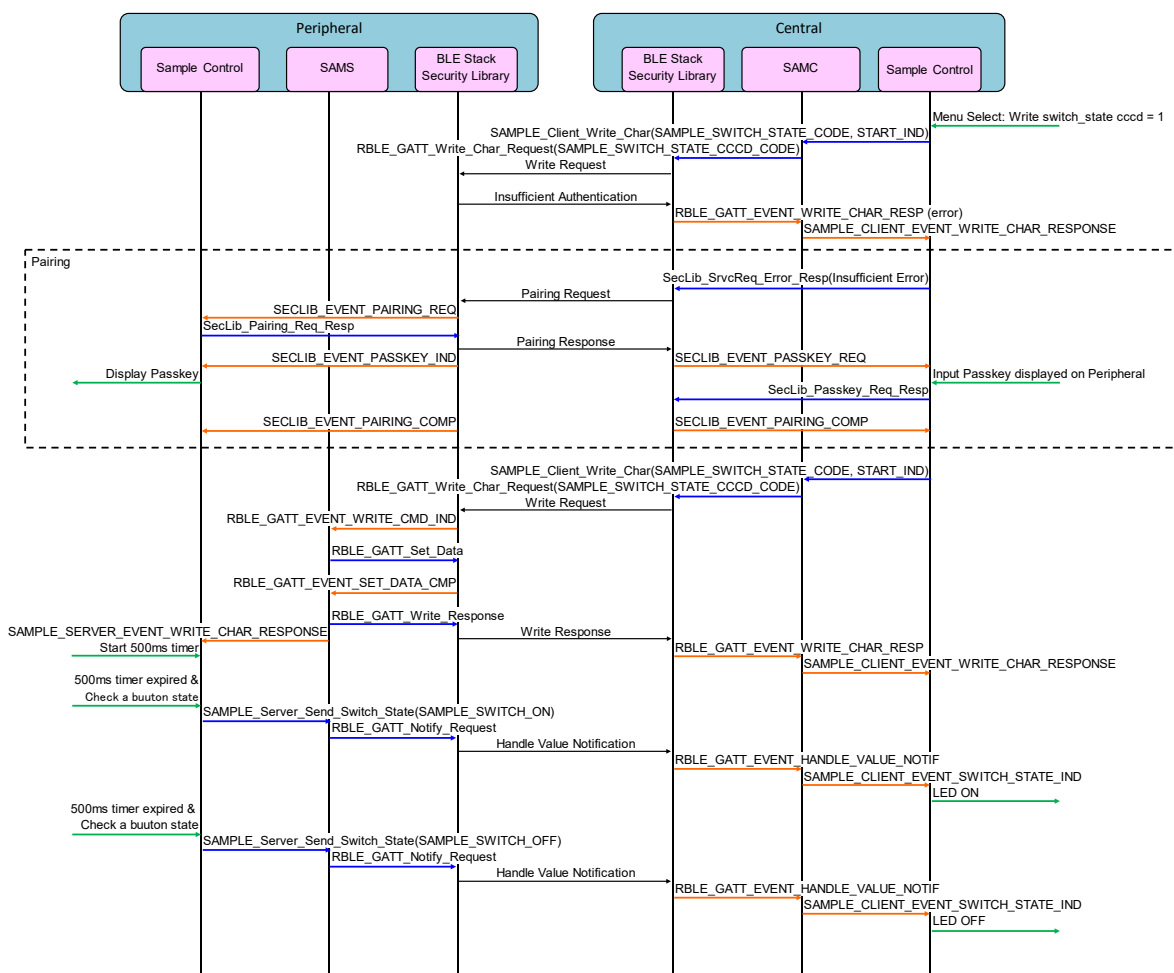 Peripheral
Central
Sample Control
SAMS
BLE Stack
Security Library
BLE Stack
Security Library
SAMC
Sample Control
Menu Select: Write switch_state cccd = 1
SAMPLE_Client_Write_Char(SAMPLE_SWITCH_STATE_CODE, START_IND)
RBLE_GATT_Write_Char_Request(SAMPLE_SWITCH_STATE_CCCD_CODE)
Write Request
Insufficient Authentication
RBLE_GATT_EVENT_WRITE_CHAR_RESP (error)
SAMPLE_CLIENT_EVENT_WRITE_CHAR_RESPONSE
Pairing
SecLib_SrvcReq_Error_Resp(Insufficient Error)
Pairing Request
SECLIB_EVENT_PAIRING_REQ
SecLib_Pairing_Req_Resp
Pairing Response
SECLIB_EVENT_PASSKEY_IND
SECLIB_EVENT_PASSKEY_REQ
Display Passkey
Input Passkey displayed on Peripheral
SecLib_Passkey_Req_Resp
SECLIB_EVENT_PAIRING_COMP
SECLIB_EVENT_PAIRING_COMP
SAMPLE_Client_Write_Char(SAMPLE_SWITCH_STATE_CODE, START_IND)
RBLE_GATT_Write_Char_Request(SAMPLE_SWITCH_STATE_CCCD_CODE)
Write Request
RBLE_GATT_EVENT_WRITE_CMD_IND
RBLE_GATT_Set_Data
RBLE_GATT_EVENT_SET_DATA_CMP
RBLE_GATT_Write_Response
SAMPLE_SERVER_EVENT_WRITE_CHAR_RESPONSE
Write Response
Start 500ms timer
RBLE_GATT_EVENT_WRITE_CHAR_RESP
SAMPLE_CLIENT_EVENT_WRITE_CHAR_RESPONSE
500ms timer expired &
Check a buuton state
SAMPLE_Server_Send_Switch_State(SAMPLE_SWITCH_ON)
RBLE_GATT_Notify_Request
Handle Value Notification
RBLE_GATT_EVENT_HANDLE_VALUE_NOTIF
SAMPLE_CLIENT_EVENT_SWITCH_STATE_IND
LED ON
500ms timer expired &
Check a buuton state
SAMPLE_Server_Send_Switch_State(SAMPLE_SWITCH_OFF)
RBLE_GATT_Notify_Request
Handle Value Notification
RBLE_GATT_EVENT_HANDLE_VALUE_NOTIF
SAMPLE_CLIENT_EVENT_SWITCH_STATE_IND
LED OFF